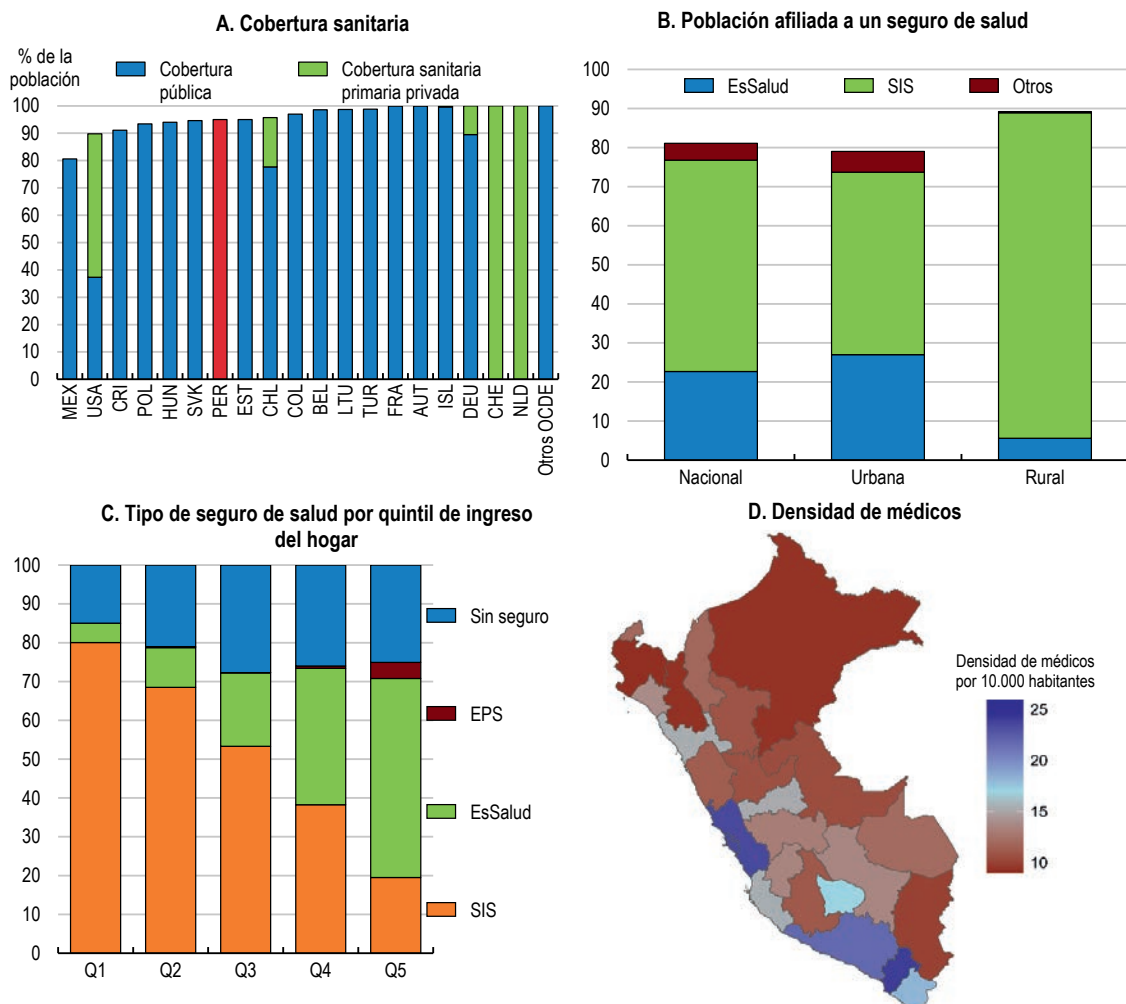 A. Cobertura sanitaria
% de la
población
Cobertura
pública
Cobertura sanitaria
primaria privada
100
90
80
70
60
50
40
30
20
10
0
MEX
USA
CRI
POL
HUN
SVK
PER
EST
CHL
COL
BEL
LTU
TUR
FRA
AUT
ISL
DEU
CHE
NLD
Otros OCDE
B. Población afiliada a un seguro de salud
EsSalud
SIS
Otros
100
90
80
70
60
50
40
30
20
10
0
Nacional
Urbana
Rural
C. Tipo de seguro de salud por quintil de ingreso
del hogar
100
90
80
70
60
50
40
30
20
10
0
Sin seguro
EPS
EsSalud
SIS
Q1
Q2
Q3
Q4
Q5
D. Densidad de médicos
Densidad de médicos
por 10.000 habitantes
25
20
15
10